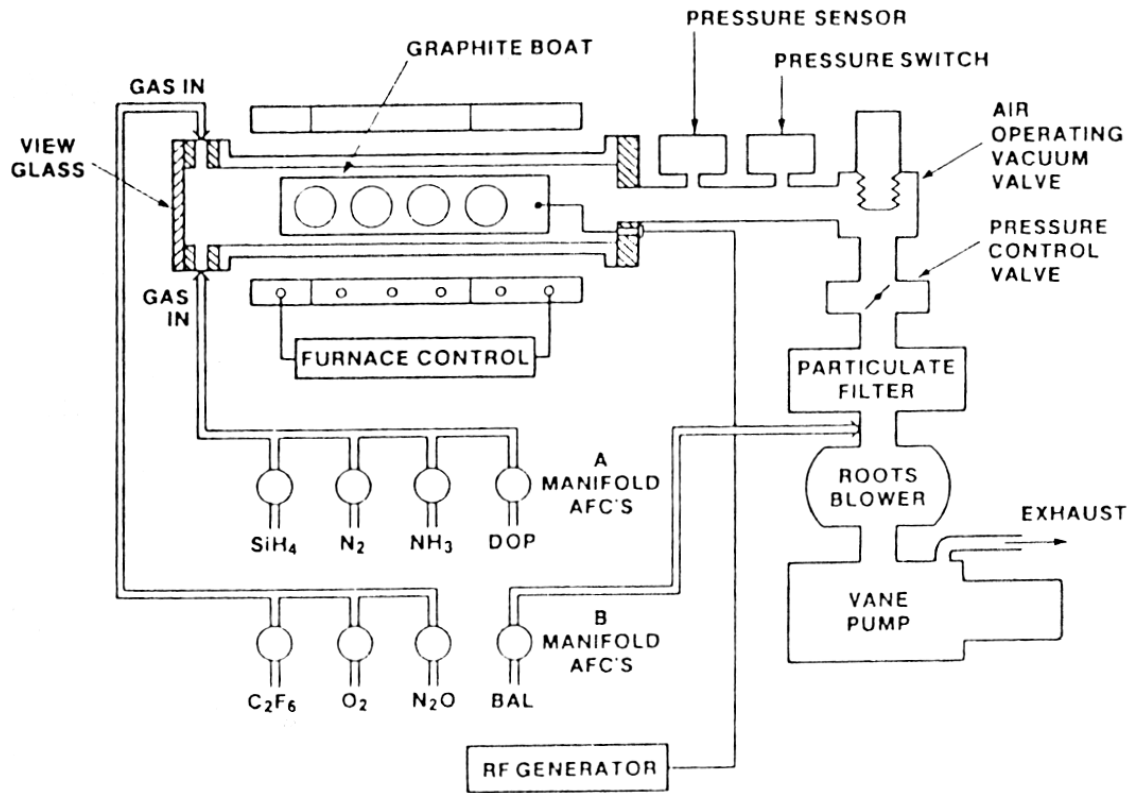 PRESSURE SENSOR
GRAPHITE BOAT
PRESSURE SWITCH
GAS IN
AIR
OPERATING
VACUUM
VALVE
VIEW
GLASS
PRESSURE
CONTROL
VALVE
GAS
IN
FURNACE CONTROL
PARTICULATE
FILTER
A
MANIFOLD
AFC'S
ROOTS
BLOWER
SiH₄
N₂
NH₃
DOP
EXHAUST
B
MANIFOLD
AFC'S
VANE
PUMP
C₂F₆
O₂
N₂O
BAL
RF GENERATOR